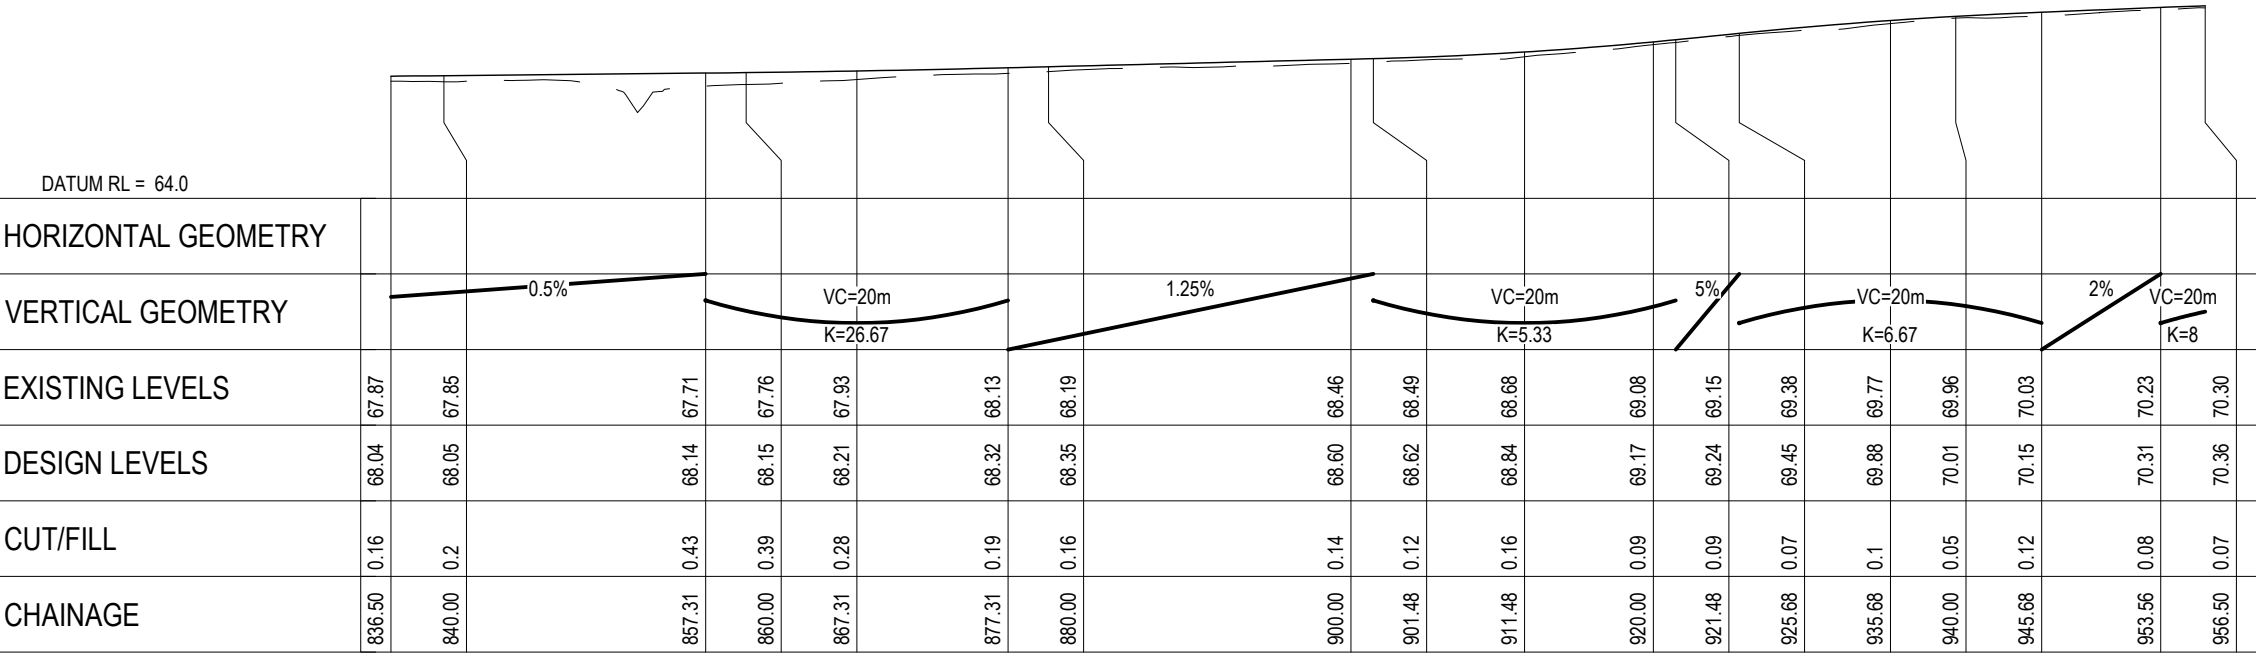 DATUM RL = 64.0
HORIZONTAL GEOMETRY
VERTICAL GEOMETRY 0.5% VC=20m K=26.67 1.25% VC=20m K=5.33 5% VC=20m K=6.67 2% VC=20m K=8
EXISTING LEVELS 67.87 67.85 67.71 67.76 67.93 68.13 68.19 68.46 68.49 68.68 69.08 69.15 69.38 69.77 69.96 70.03 70.23 70.30
DESIGN LEVELS 68.04 68.05 68.14 68.15 68.21 68.32 68.35 68.60 68.62 68.84 69.17 69.24 69.45 69.88 70.01 70.15 70.31 70.36
CUT/FILL 0.16 0.2 0.43 0.39 0.28 0.19 0.16 0.14 0.12 0.16 0.09 0.09 0.07 0.1 0.05 0.12 0.08 0.07
CHAINAGE 836.50 840.00 857.31 860.00 867.31 877.31 880.00 900.00 901.48 911.48 920.00 921.48 925.68 935.68 940.00 945.68 953.56 956.50